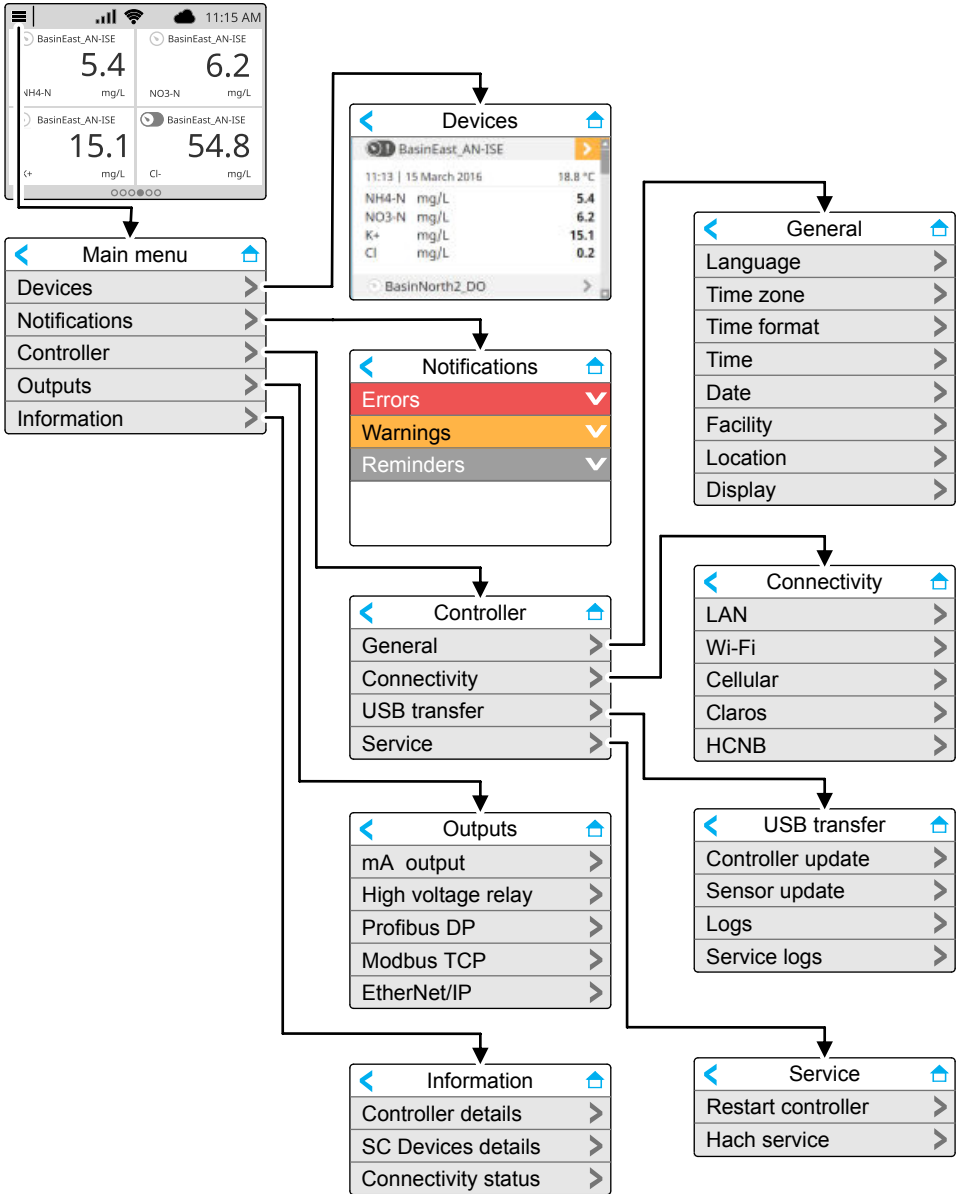 11:15 AM
BasinEast_AN-ISE
5.4
NH4-N mg/L
BasinEast_AN-ISE
6.2
NO3-N mg/L
BasinEast_AN-ISE
15.1
K+ mg/L
BasinEast_AN-ISE
54.8
Cl- mg/L
Main menu
Devices
Notifications
Controller
Outputs
Information
Devices
BasinEast_AN-ISE
11:13 | 15 March 2016 18.8 °C
NH4-N mg/L 5.4
NO3-N mg/L 6.2
K+ mg/L 15.1
Cl mg/L 0.2
BasinNorth2_DO
Notifications
Errors
Warnings
Reminders
Controller
General
Connectivity
USB transfer
Service
Outputs
mA output
High voltage relay
Profibus DP
Modbus TCP
EtherNet/IP
Information
Controller details
SC Devices details
Connectivity status
General
Language
Time zone
Time format
Time
Date
Facility
Location
Display
Connectivity
LAN
Wi-Fi
Cellular
Claros
HCNB
USB transfer
Controller update
Sensor update
Logs
Service logs
Service
Restart controller
Hach service